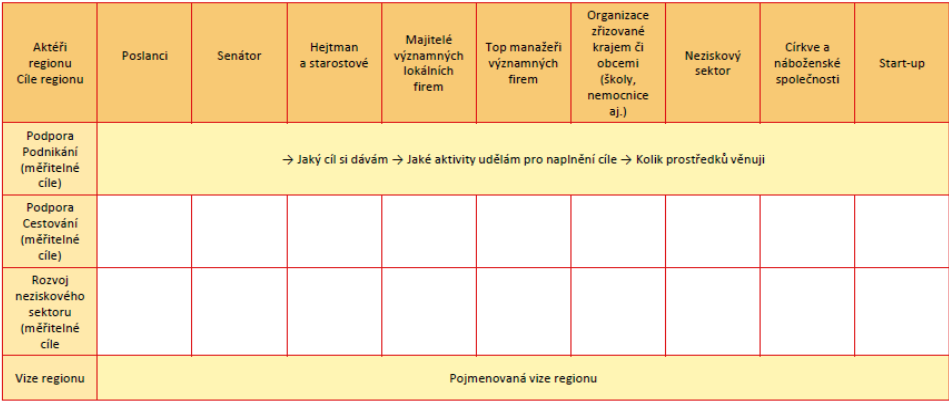 Aktéři
regionu
Cíle regionu
Poslanci
Senátor
Hejtman
a starostové
Majitelé
významných
lokálních
firem
Top manažeři
významných
firem
Organizace
zřizované
krajem či
obcemi
(školy,
nemocnice
aj.)
Neziskový
sektor
Církve a
náboženské
společnosti
Start-up
Podpora
Podnikání
(měřitelné
cíle)
→ Jaký cíl si dávám → Jaké aktivity udělám pro naplnění cíle → Kolik prostředků věnuji
Podpora
Cestování
(měřitelné
cíle)
Rozvoj
neziskového
sektoru
(měřitelné
cíle
Vize regionu
Pojmenovaná vize regionu